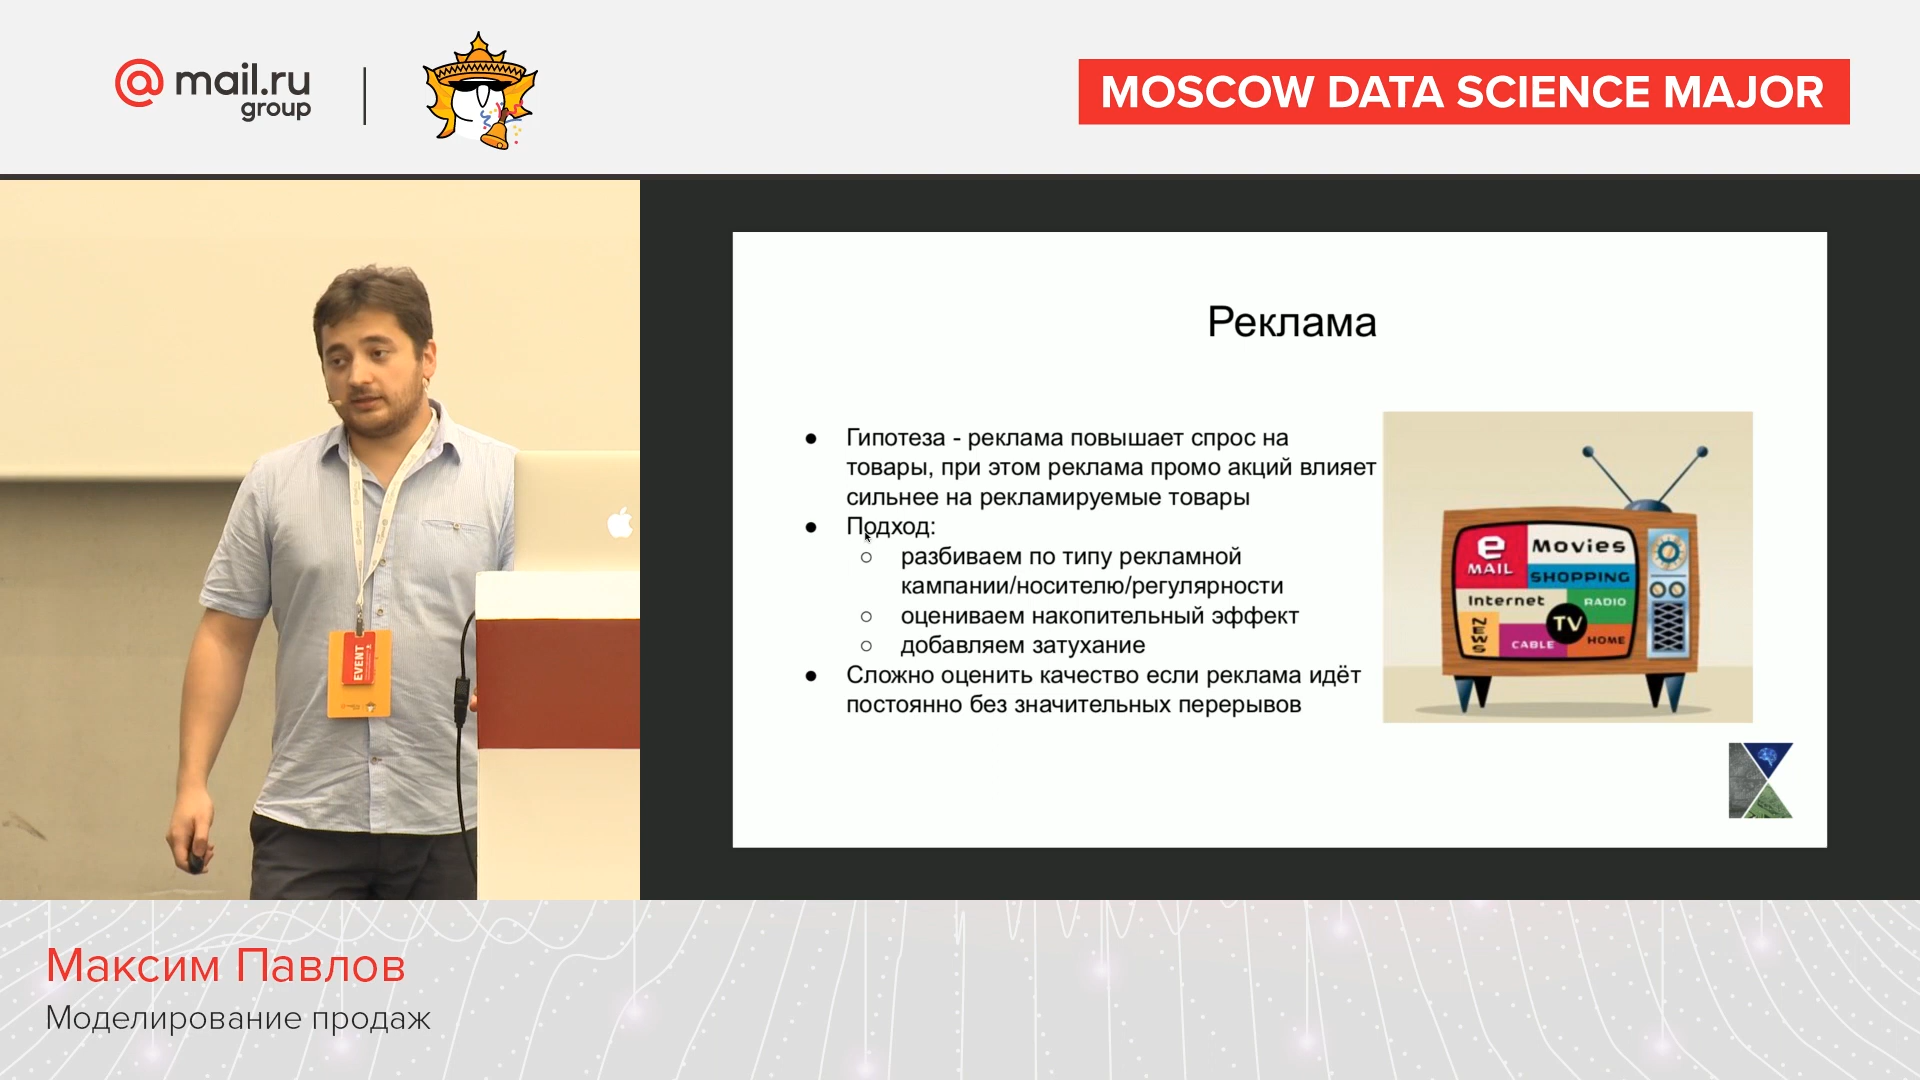 @mail.ru
group
MOSCOW DATA SCIENCE MAJOR
Реклама
● Гипотеза - реклама повышает спрос на
товары, при этом реклама промо акций влияет
сильнее на рекламируемые товары
● Подход:
○ разбиваем по типу рекламной
кампании/носителю/регулярности
○ оцениваем накопительный эффект
○ добавляем затухание
● Сложно оценить качество если реклама идёт
постоянно без значительных перерывов
e
MAIL
Movies
SHOPPING
Internet
RADIO
NEWS
TV
CABLE
HOME
EVENT
Максим Павлов
Моделирование продаж